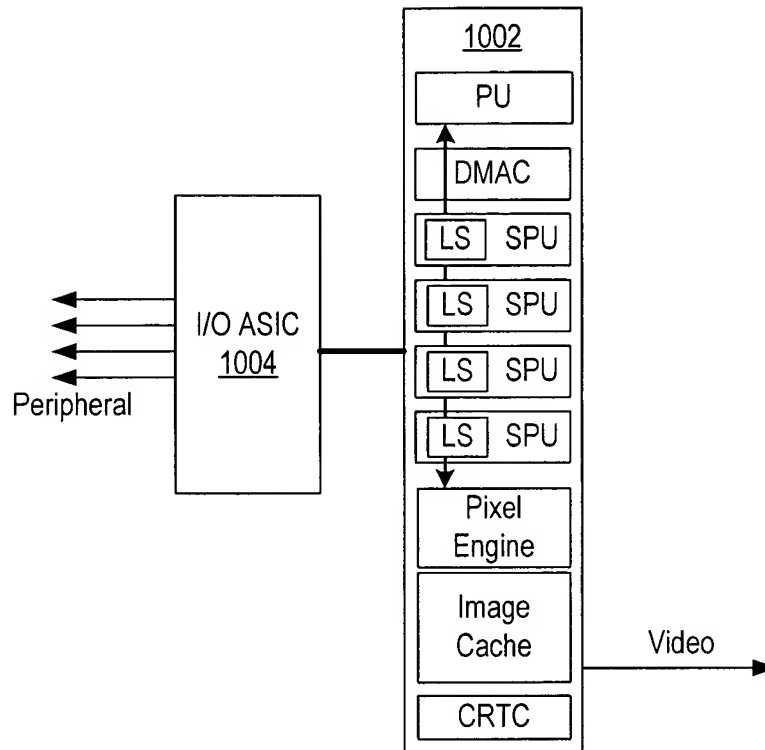 1002
PU
DMAC
LS SPU
LS SPU
LS SPU
LS SPU
Pixel
Engine
Image
Cache
CRTC
I/O ASIC
1004
Peripheral
Video